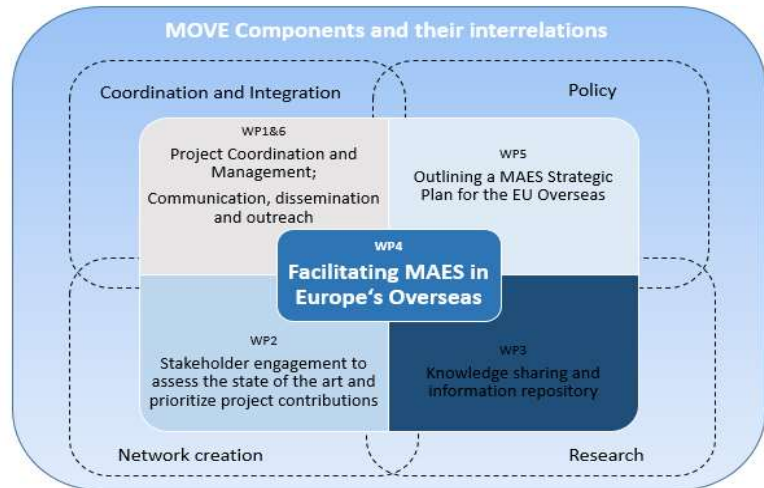 MOVE Components and their interrelations
Coordination and Integration
Policy
WP1&6
Project Coordination and
Management;
Communication, dissemination
and outreach
WP5
Outlining a MAES Strategic
Plan for the EU Overseas
WP4
Facilitating MAES in
Europe‘s Overseas
WP2
Stakeholder engagement to
assess the state of the art and
prioritize project contributions
WP3
Knowledge sharing and
information repository
Network creation
Research